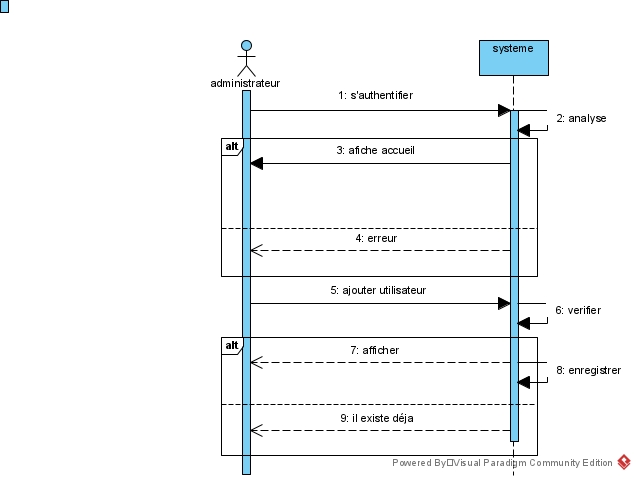 systeme
administrateur
1: s'authentifier
2: analyse
alt
3: afiche accueil
4: erreur
5: ajouter utilisateur
6: verifier
alt
7: afficher
8: enregistrer
9: il existe déja
Powered By Visual Paradigm Community Edition